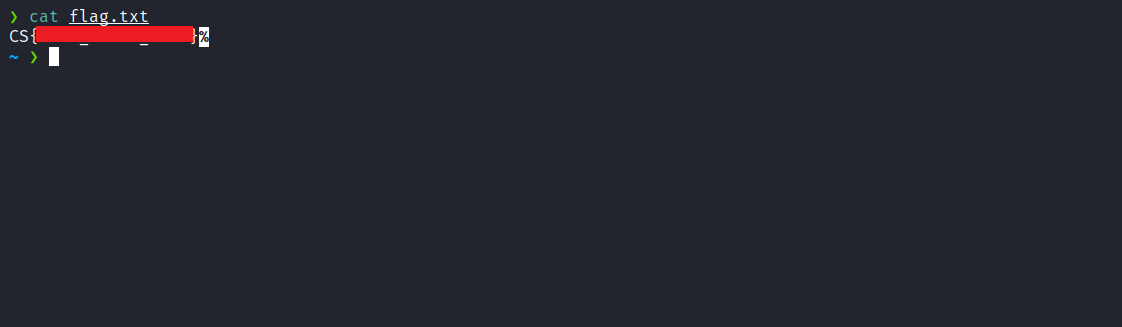 ❯ cat flag.txt
CS{ _ _ }%
~ ❯